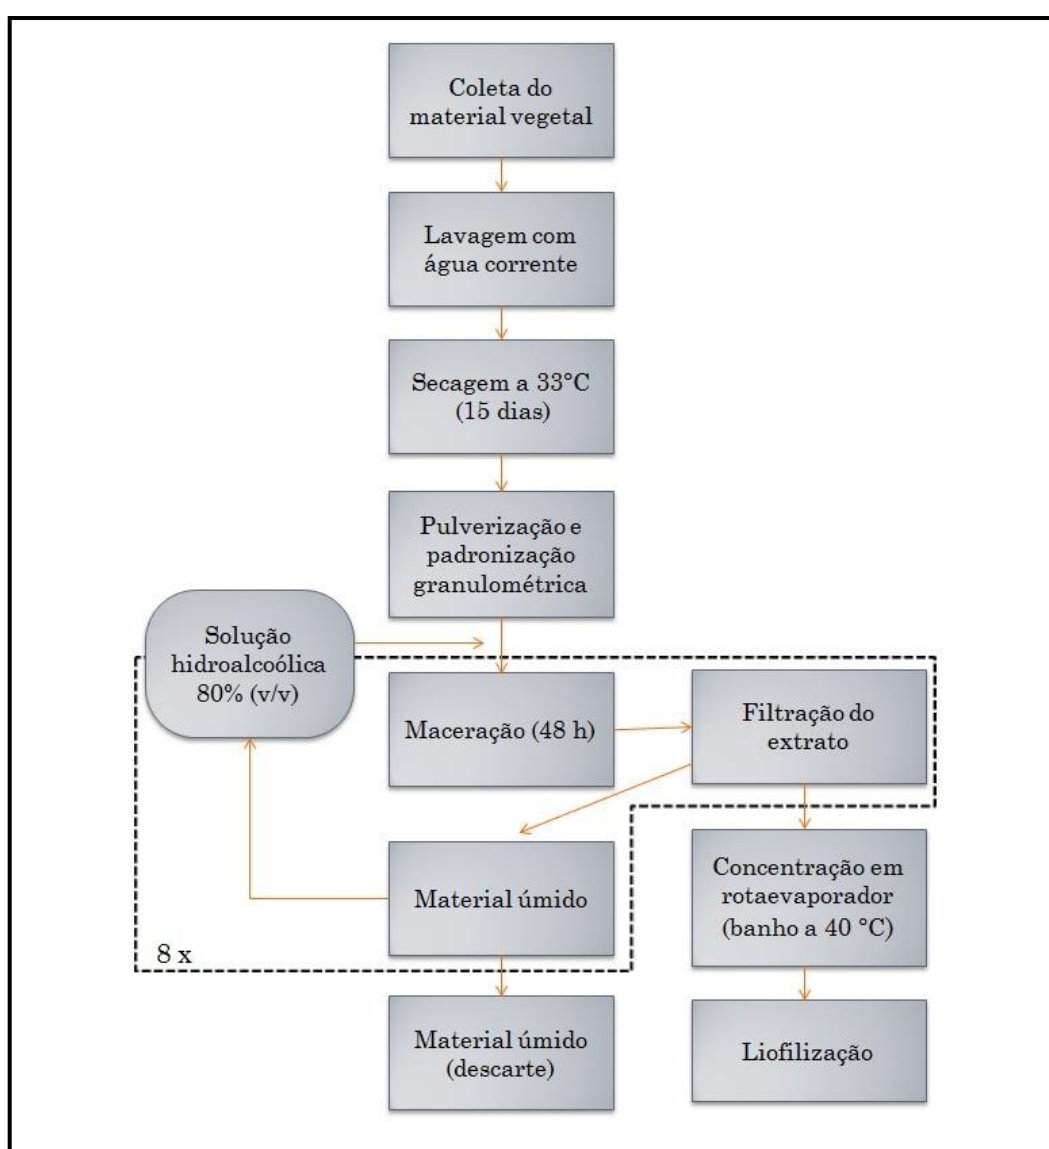 Coleta do
material vegetal
Lavagem com
água corrente
Secagem a 33°C
(15 dias)
Pulverização e
padronização
granulométrica
Solução
hidroalcoólica
80% (v/v)
Maceração (48 h)
Filtração do
extrato
Material úmido
Concentração em
rotaevaporador
(banho a 40 °C)
8 x
Material úmido
(descarte)
Liofilização